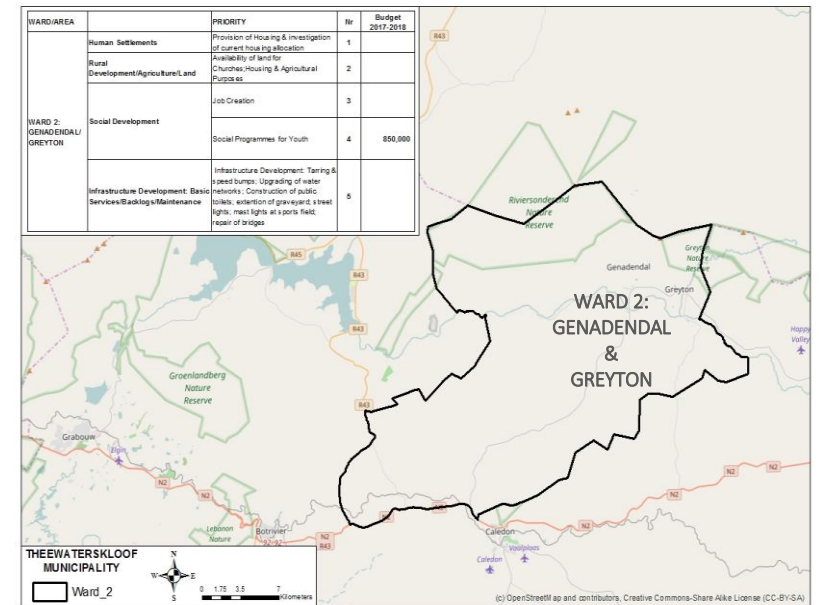 WARD/AREA PRIORITY Nr Budget 2017-2018
WARD 2: GENADENDAL/ GREYTON
Human Settlements
Provision of Housing & investigation
of current housing allocation
1
Rural
Development/Agriculture/Land
Availability of land for
Churches;Housing & Agricultural
Purposes
2
Social Development
Job Creation
3
Social Programmes for Youth
4
850,000
Infrastructure Development: Basic
Services/Backlogs/Maintenance
Infrastructure Development: Tarring &
speed bumps; Upgrading of water
networks; Construction of public
toilets; extention of graveyard; street
lights; mast lights at sports field;
repair of bridges
5
R43
Riviersonderend
Nature
Reserve
R45
R43
Genadendal
Greyton
Nature
Reserve
Greyton
WARD 2:
GENADENDAL
&
GREYTON
R43
Happy
Valley
Groenlandberg
Nature
Reserve
R43
Grabouw
Elgin
N2
N2
N2
N2
N2
N2
N2
Lebanon
Nature
Botrivier
N2
R43
Caledon
Caledon
Vaalplaas
THEEWATERSKLOOF
MUNICIPALITY
Ward_2
N
W E
S
0 1.75 3.5 7
Kilometers
(c) OpenStreetMap and contributors, Creative Commons-Share Alike License (CC-BY-SA)